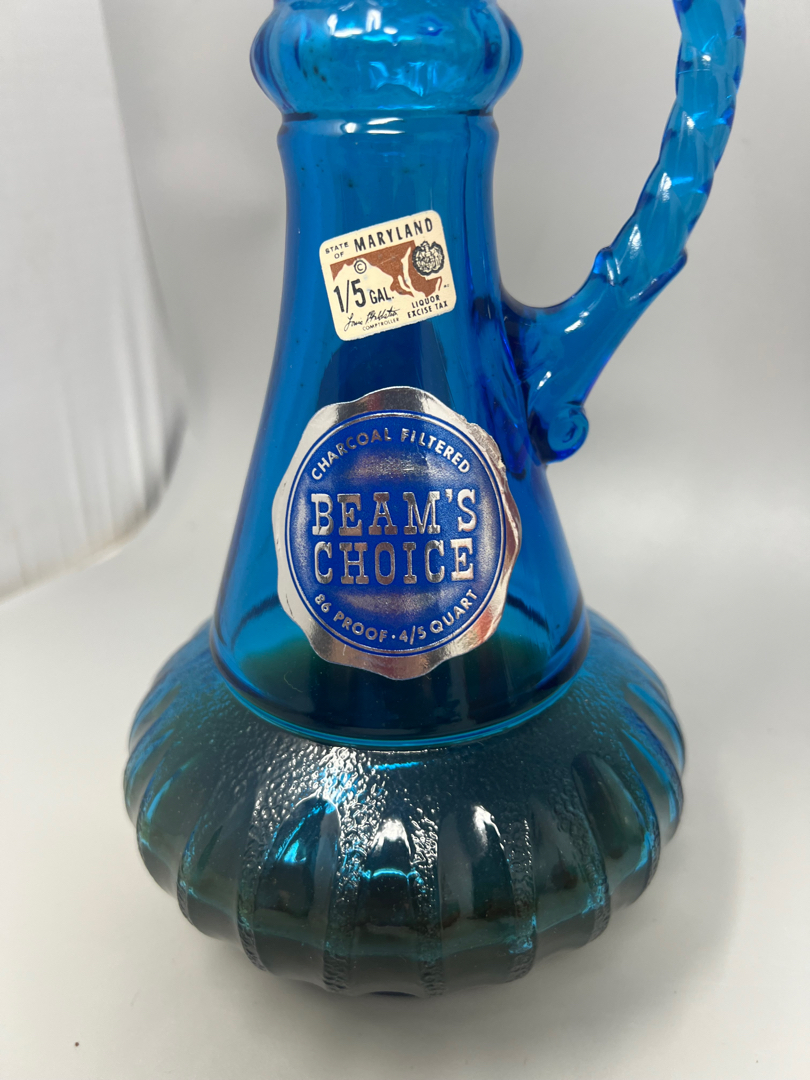 STATE OF MARYLAND
©
1/5 GAL.
LIQUOR
EXCISE TAX
COMPTROLLER
CHARCOAL FILTERED
BEAM'S
CHOICE
86 PROOF · 4/5 QUART